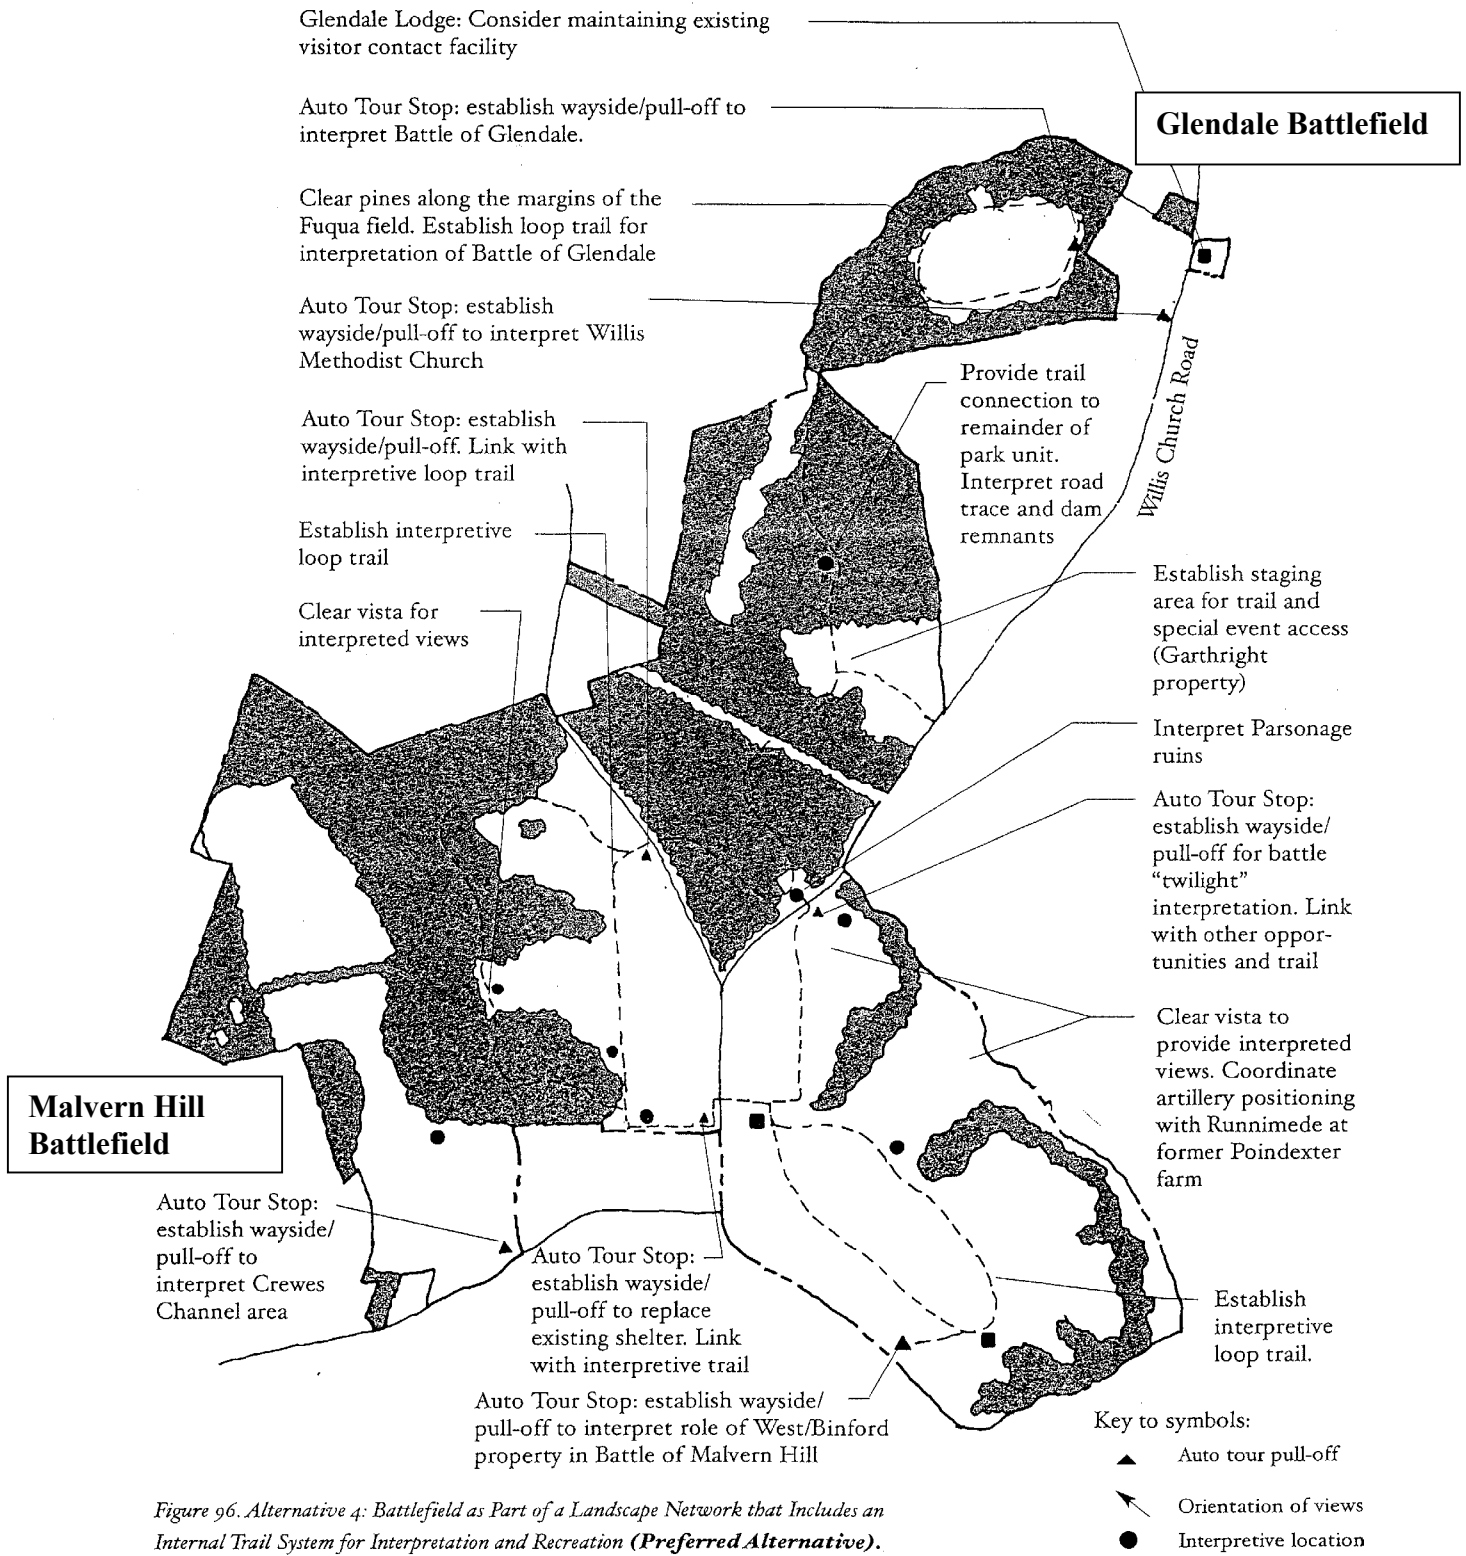 Glendale Lodge: Consider maintaining existing
visitor contact facility
Auto Tour Stop: establish wayside/pull-off to
interpret Battle of Glendale.
Glendale Battlefield
Clear pines along the margins of the
Fuqua field. Establish loop trail for
interpretation of Battle of Glendale
Auto Tour Stop: establish
wayside/pull-off to interpret Willis
Methodist Church
Willis Church Road
Provide trail
connection to
remainder of
park unit.
Interpret road
trace and dam
remnants
Auto Tour Stop: establish
wayside/pull-off. Link with
interpretive loop trail
Establish interpretive
loop trail
Clear vista for
interpreted views
Establish staging
area for trail and
special event access
(Garthright
property)
Interpret Parsonage
ruins
Auto Tour Stop:
establish wayside/
pull-off for battle
“twilight”
interpretation. Link
with other oppor-
tunities and trail
Clear vista to
provide interpreted
views. Coordinate
artillery positioning
with Runnimede at
former Poindexter
farm
Malvern Hill
Battlefield
Auto Tour Stop:
establish wayside/
pull-off to
interpret Crewes
Channel area
Auto Tour Stop:
establish wayside/
pull-off to replace
existing shelter. Link
with interpretive trail
Establish
interpretive
loop trail.
Auto Tour Stop: establish wayside/
pull-off to interpret role of West/Binford
property in Battle of Malvern Hill
Key to symbols:
Auto tour pull-off
Orientation of views
Interpretive location
Figure 96. Alternative 4: Battlefield as Part of a Landscape Network that Includes an
Internal Trail System for Interpretation and Recreation (Preferred Alternative).